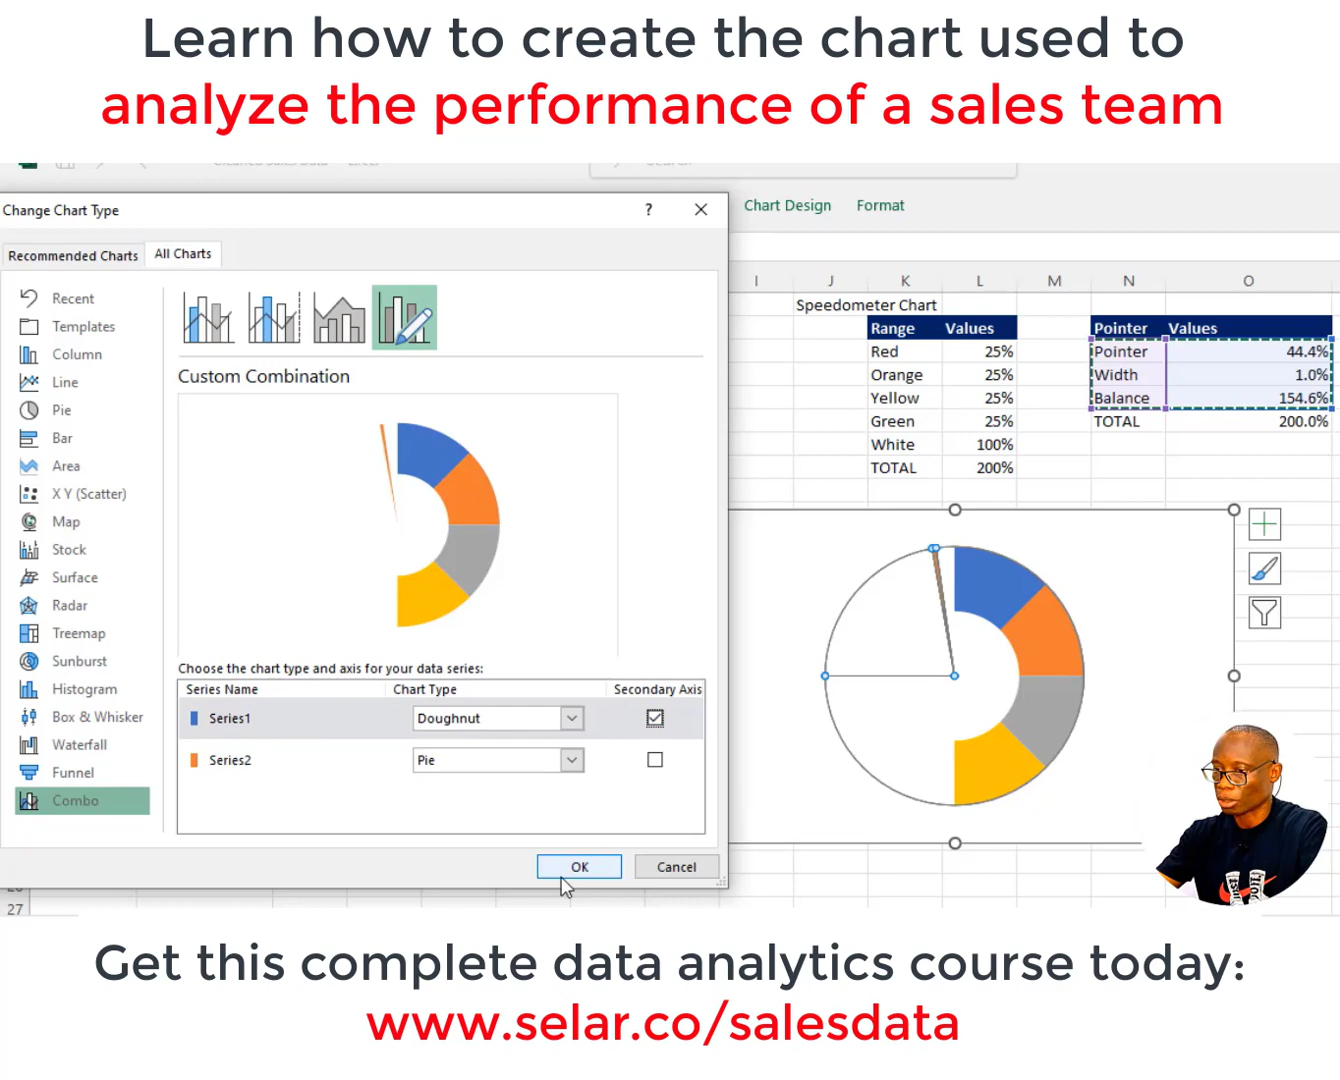 Learn how to create the chart used to
analyze the performance of a sales team
Change Chart Type
?
Chart Design Format
Recommended Charts All Charts
Recent
Templates
Column
Line
Pie
Bar
Area
X Y (Scatter)
Map
Stock
Surface
Radar
Treemap
Sunburst
Histogram
Box & Whisker
Waterfall
Funnel
Combo
Custom Combination
Choose the chart type and axis for your data series:
Series Name Chart Type Secondary Axis
Series1 Doughnut
Series2 Pie
OK Cancel
I J K L M N O
Speedometer Chart
Range Values
Red 25%
Orange 25%
Yellow 25%
Green 25%
White 100%
TOTAL 200%
Pointer Values
Pointer 44.4%
Width 1.0%
Balance 154.6%
TOTAL 200.0%
27
Get this complete data analytics course today:
www.selar.co/salesdata